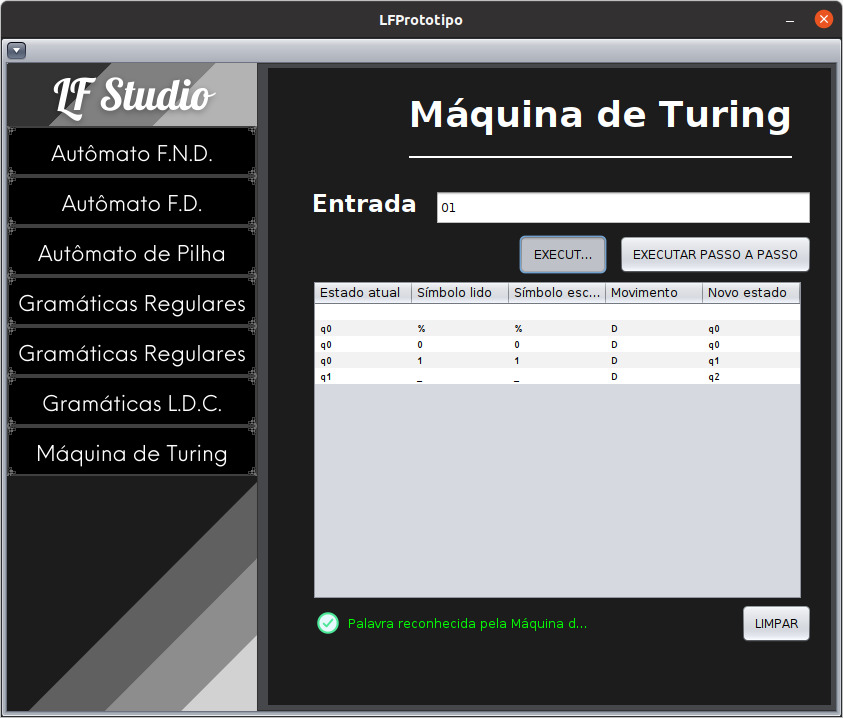 LFPrototipo
LF Studio
Autômato F.N.D.
Autômato F.D.
Autômato de Pilha
Gramáticas Regulares
Gramáticas Regulares
Gramáticas L.D.C.
Máquina de Turing
Máquina de Turing
Entrada 01
EXECUT... EXECUTAR PASSO A PASSO
Estado atual Símbolo lido Símbolo esc... Movimento Novo estado
q0 % % D q0
q0 0 0 D q0
q0 1 1 D q1
q1 _ _ D q2
Palavra reconhecida pela Máquina d... LIMPAR